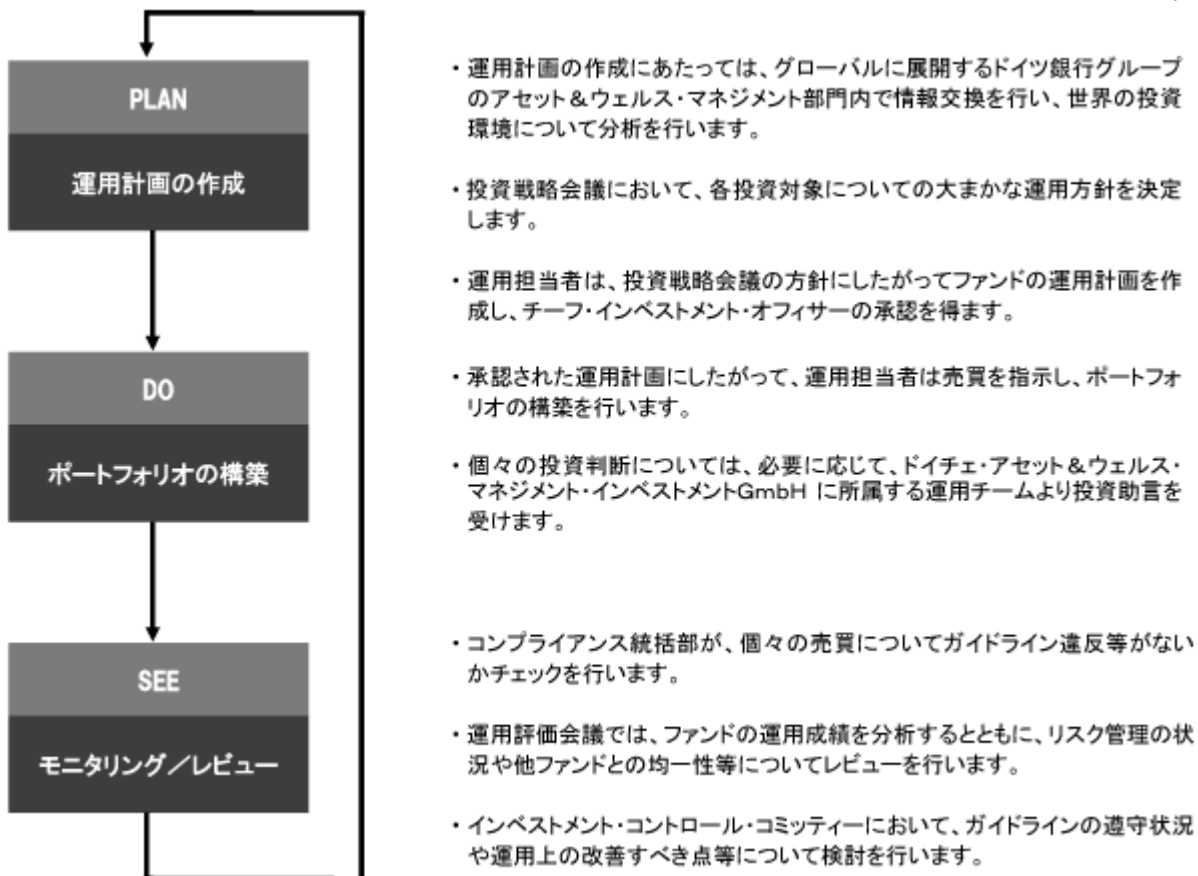 PLAN
運用計画の作成
・運用計画の作成にあたっては、グローバルに展開するドイツ銀行グループ
のアセット&ウェルス・マネジメント部門内で情報交換を行い、世界の投資
環境について分析を行います。
・投資戦略会議において、各投資対象についての大まかな運用方針を決定
します。
・運用担当者は、投資戦略会議の方針にしたがってファンドの運用計画を作
成し、チーフ・インベストメント・オフィサーの承認を得ます。
DO
ポートフォリオの構築
・承認された運用計画にしたがって、運用担当者は売買を指示し、ポートフォ
リオの構築を行います。
・個々の投資判断については、必要に応じて、ドイチェ・アセット&ウェルス・
マネジメント・インベストメントGmbH に所属する運用チームより投資助言を
受けます。
SEE
モニタリング/レビュー
・コンプライアンス統括部が、個々の売買についてガイドライン違反等がない
かチェックを行います。
・運用評価会議では、ファンドの運用成績を分析するとともに、リスク管理の状
況や他ファンドとの均一性等についてレビューを行います。
・インベストメント・コントロール・コミッティーにおいて、ガイドラインの遵守状況
や運用上の改善すべき点等について検討を行います。